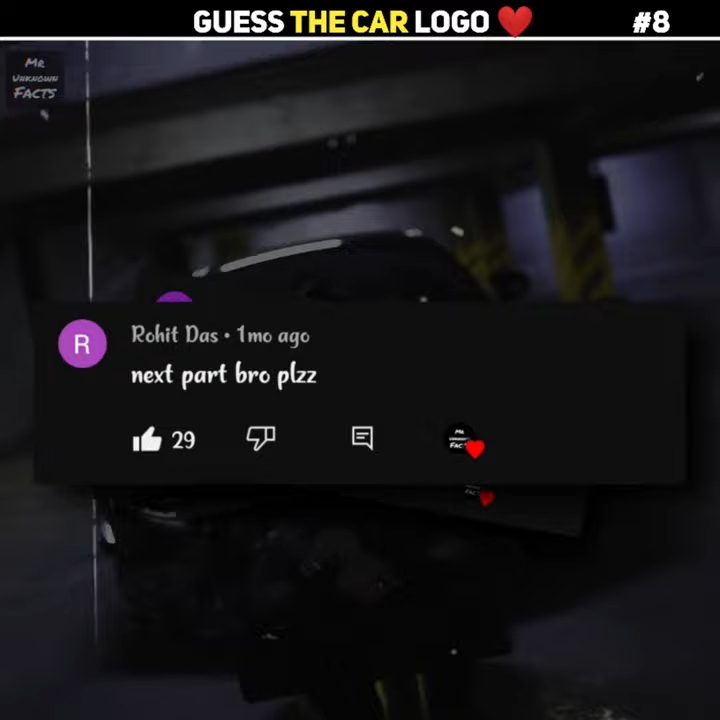 GUESS THE CAR LOGO ❤️ #8
MR
UNKNOWN
FACTS
R
Rohit Das • 1mo ago
next part bro plzz
29